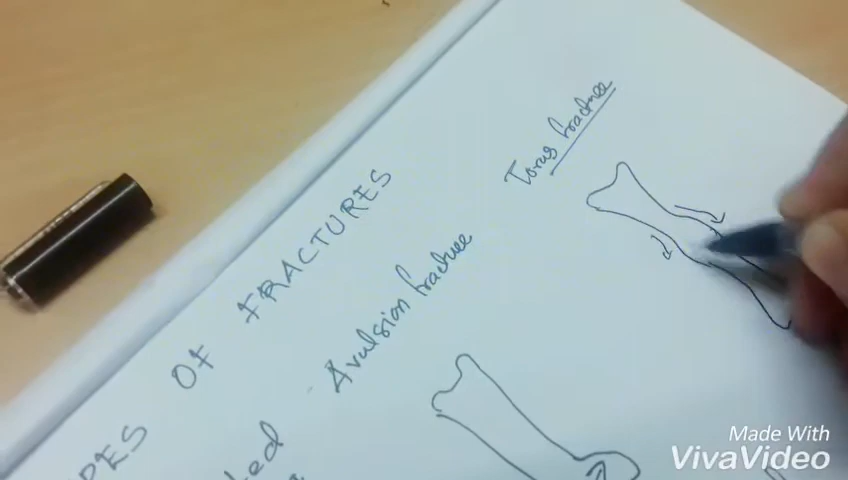 TYPES OF FRACTURES
Avulsion fracture
Torus fracture
Made With
VivaVideo